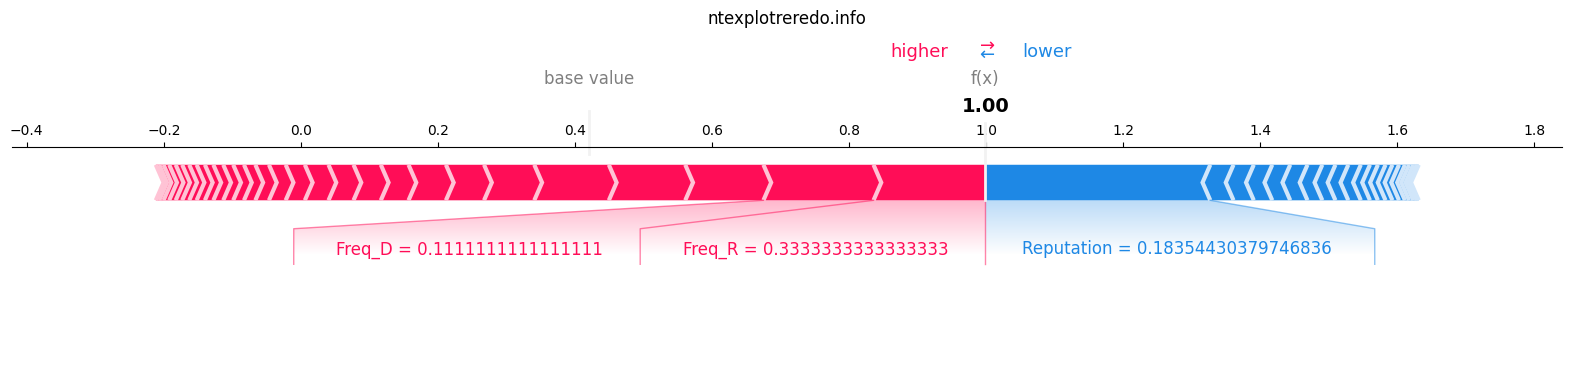 ntexplotreredo.info
higher ⇄ lower
base value f(x)
1.00
−0.4 −0.2 0.0 0.2 0.4 0.6 0.8 1.0 1.2 1.4 1.6 1.8
Freq_D = 0.1111111111111111 Freq_R = 0.3333333333333333 Reputation = 0.18354430379746836